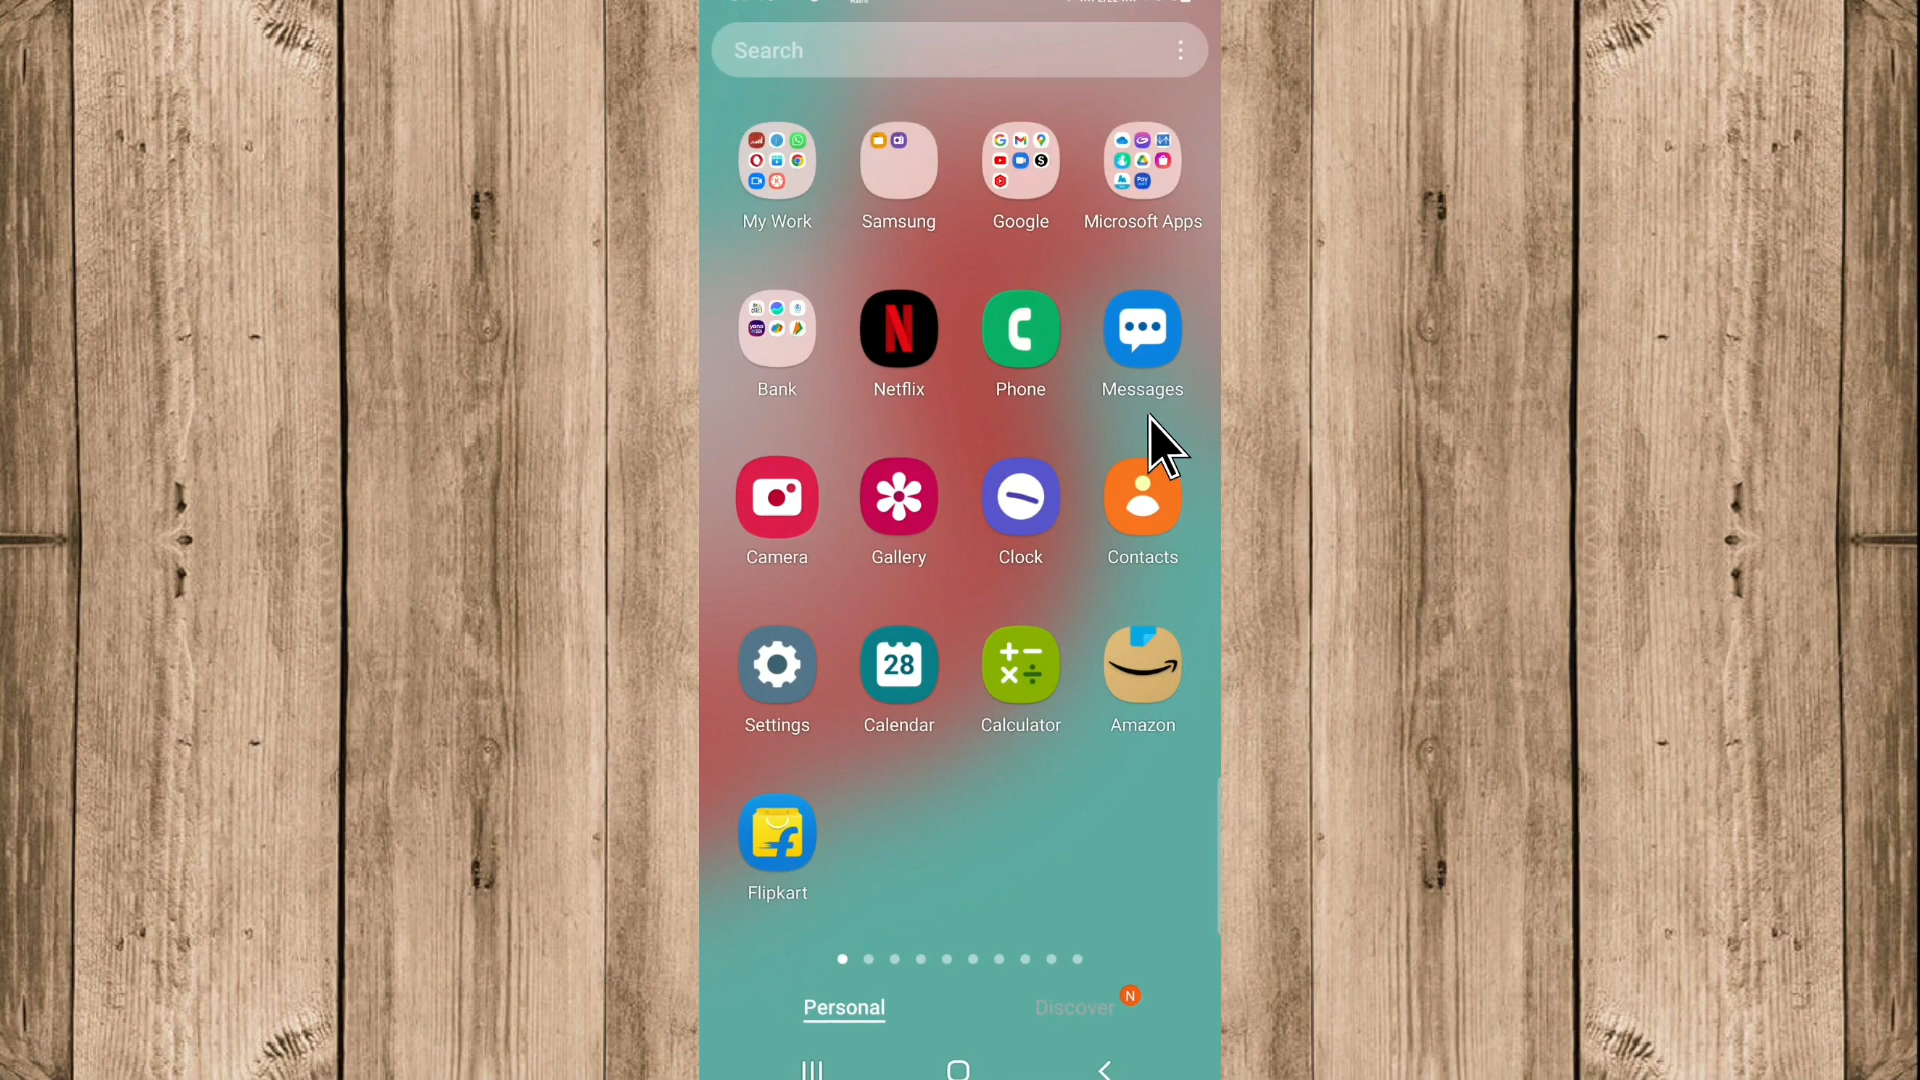 Search
My Work Samsung Google Microsoft Apps
Bank Netflix Phone Messages
Camera Gallery Clock Contacts
28
Settings Calendar Calculator Amazon
Flipkart
N
Personal Discover